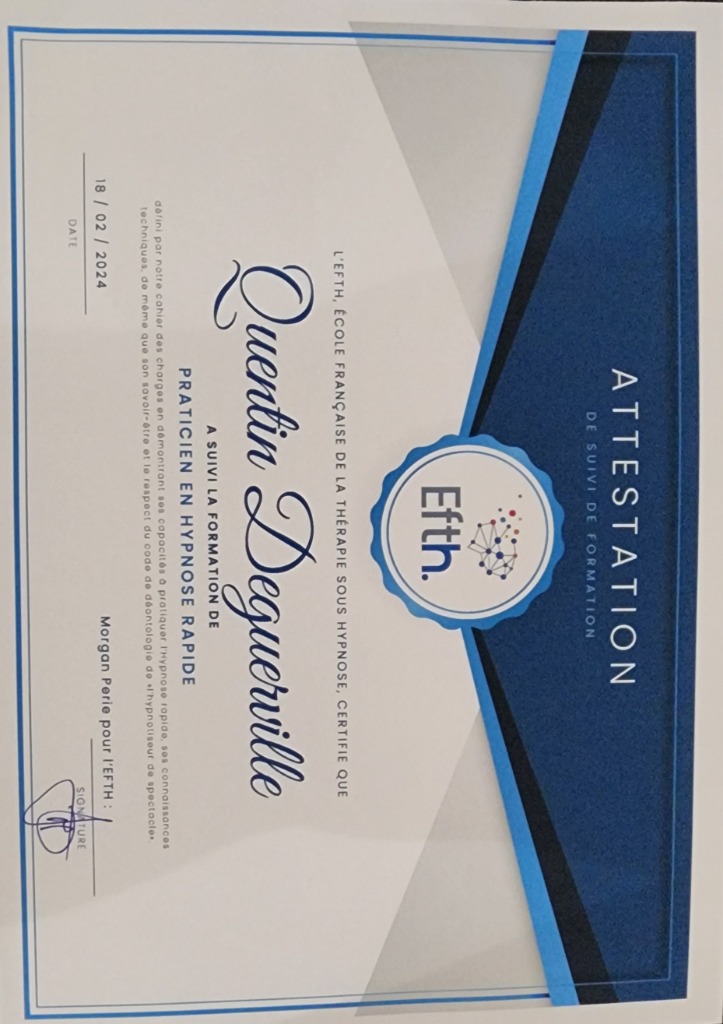 ATTESTATION
DE SUIVI DE FORMATION
Efth.
L'EFTH, ÉCOLE FRANÇAISE DE LA THÉRAPIE SOUS HYPNOSE, CERTIFIE QUE
Quentin Deguerville
A SUIVI LA FORMATION DE
PRATICIEN EN HYPNOSE RAPIDE
défini par notre cahier des charges en démontrant ses capacités à pratiquer l'Hypnose rapide, ses connaissances
techniques, de même que son savoir-être et le respect du code de déontologie de «l'hypnotiseur de spectacle»
18 / 02 / 2024
DATE
Morgan Perie pour l'EFTH :
SIGNATURE